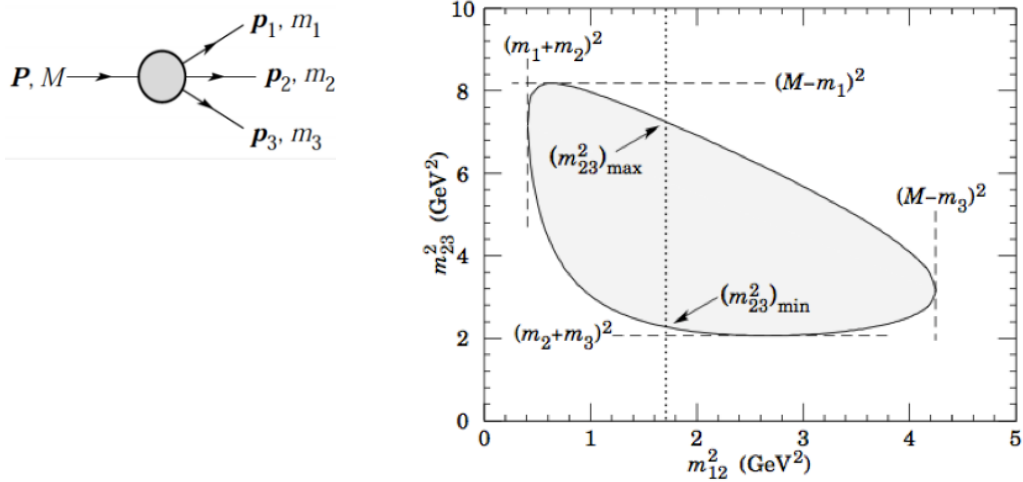 P, M
p₁, m₁
p₂, m₂
p₃, m₃
10
8
6
4
2
0
m²₂₃ (GeV²)
(m₁+m₂)²
(M−m₁)²
(m²₂₃)max
(M−m₃)²
(m²₂₃)min
(m₂+m₃)²
0 1 2 3 4 5
m²₁₂ (GeV²)